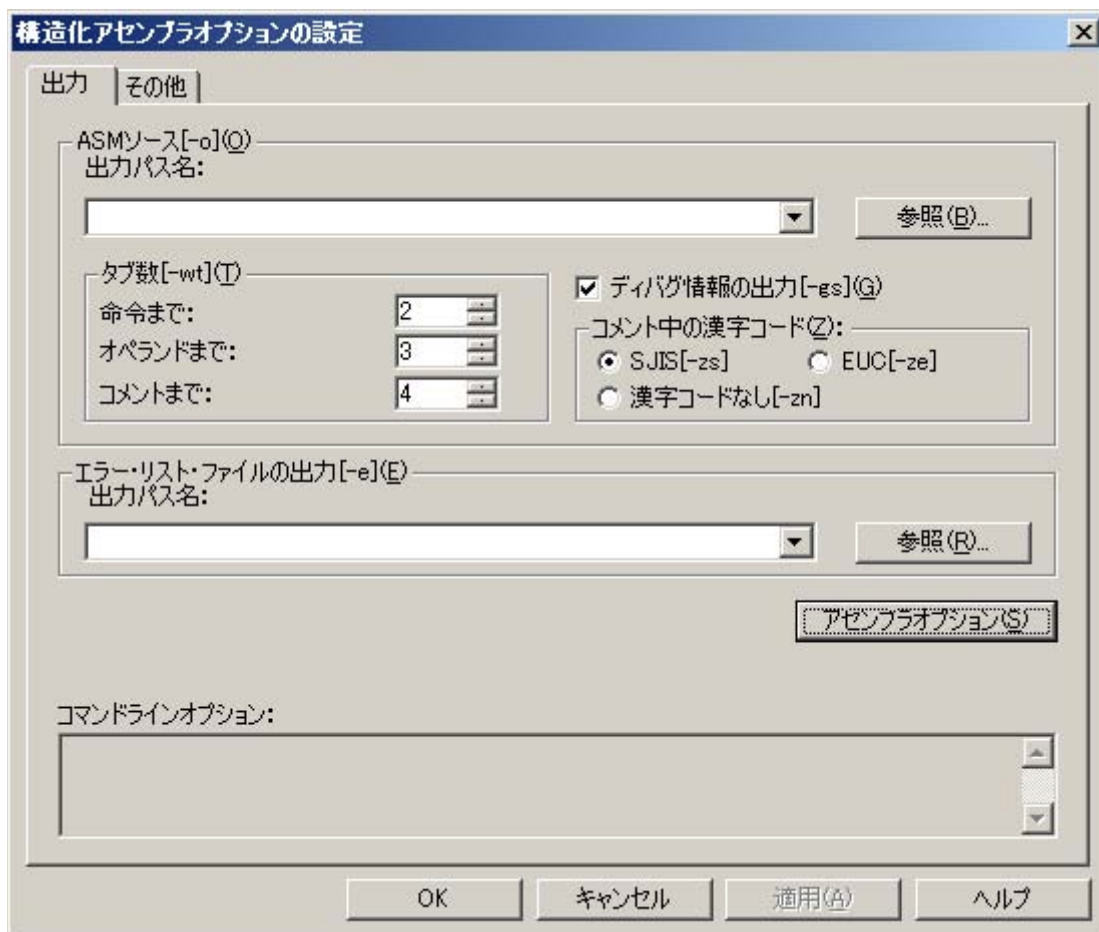 構造化アセンブラオプションの設定
出力 その他
ASMソース[-o](O)
出力パス名:
参照(B)...
タブ数[-wt](T)
命令まで: 2
オペランドまで: 3
コメントまで: 4
ディバグ情報の出力[-gs](G)
コメント中の漢字コード(Z):
SJIS[-zs] EUC[-ze]
漢字コードなし[-zn]
エラー・リスト・ファイルの出力[-e](E)
出力パス名:
参照(R)...
アセンブラオプション(S)
コマンドラインオプション:
OK キャンセル 適用(A) ヘルプ